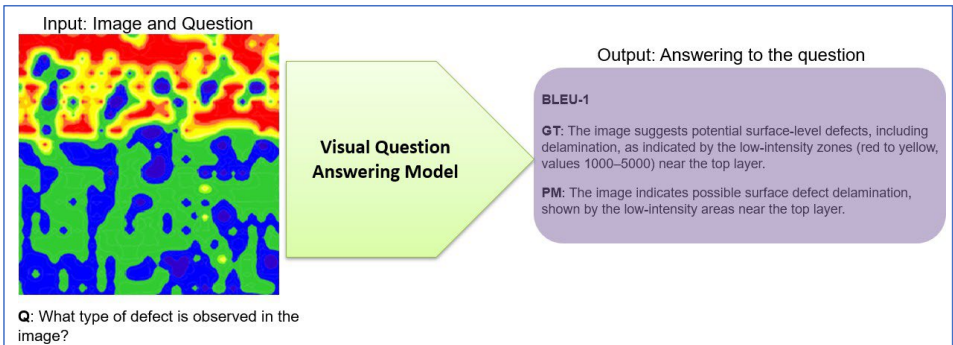 Input: Image and Question
Q: What type of defect is observed in the
image?
Visual Question
Answering Model
Output: Answering to the question
BLEU-1
GT: The image suggests potential surface-level defects, including
delamination, as indicated by the low-intensity zones (red to yellow,
values 1000–5000) near the top layer.
PM: The image indicates possible surface defect delamination,
shown by the low-intensity areas near the top layer.